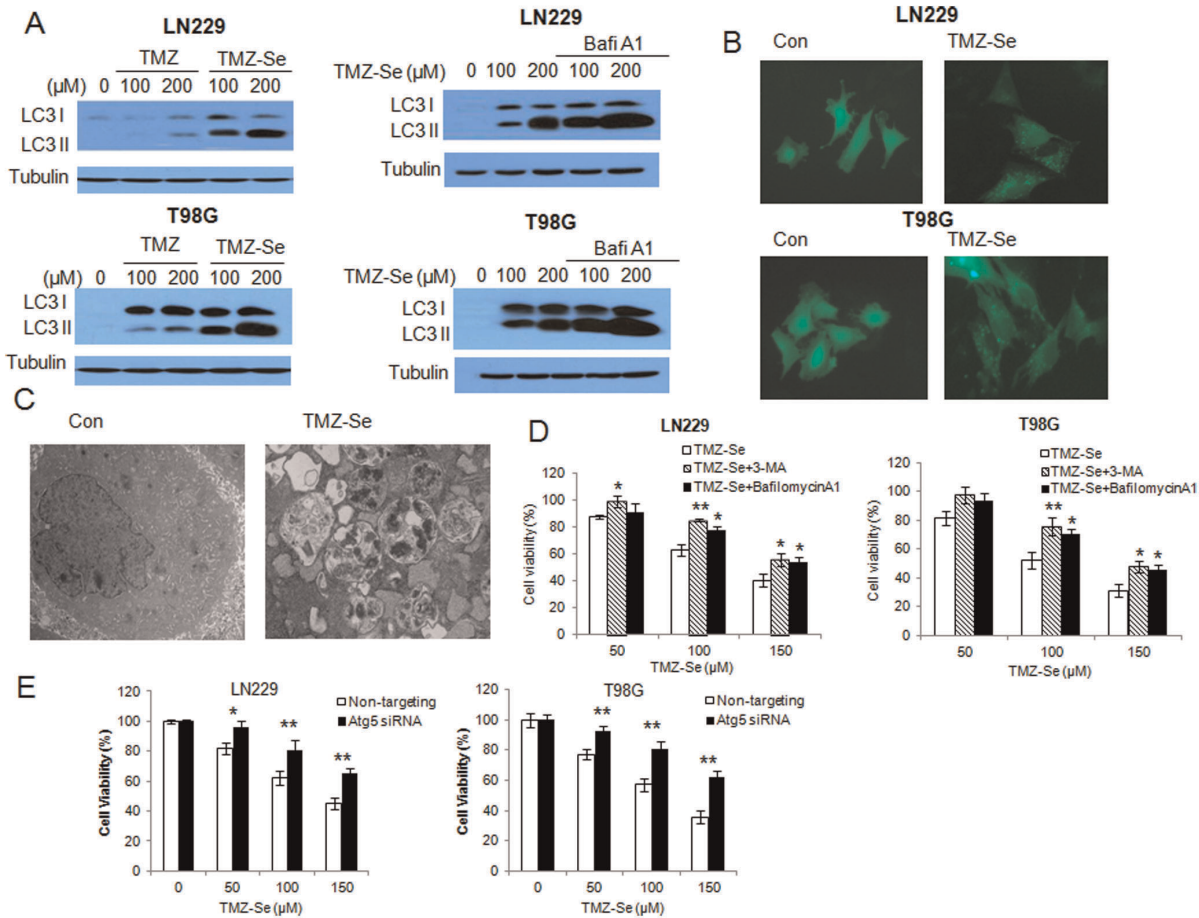 A
LN229
TMZ TMZ-Se
(µM) 0 100 200 100 200
LC3 I
LC3 II
Tubulin
T98G
TMZ TMZ-Se
(µM) 0 100 200 100 200
LC3 I
LC3 II
Tubulin
LN229
Bafi A1
TMZ-Se (µM) 0 100 200 100 200
LC3 I
LC3 II
Tubulin
T98G
Bafi A1
TMZ-Se (µM) 0 100 200 100 200
LC3 I
LC3 II
Tubulin
B
LN229
Con TMZ-Se
T98G
Con TMZ-Se
C
Con TMZ-Se
D
LN229
TMZ-Se
TMZ-Se+3-MA
TMZ-Se+BafilomycinA1
Cell viability (%)
120
100
80
60
40
20
0
* ** * * *
50 100 150
TMZ-Se (µM)
T98G
TMZ-Se
TMZ-Se+3-MA
TMZ-Se+BafilomycinA1
Cell viability (%)
120
100
80
60
40
20
0
** * * *
50 100 150
TMZ-Se (µM)
E
LN229
Non-targeting
Atg5 siRNA
Cell Viability (%)
120
100
80
60
40
20
0
* ** **
0 50 100 150
TMZ-Se (µM)
T98G
Non-targeting
Atg5 siRNA
Cell Viability (%)
120
100
80
60
40
20
0
** ** **
0 50 100 150
TMZ-Se (µM)